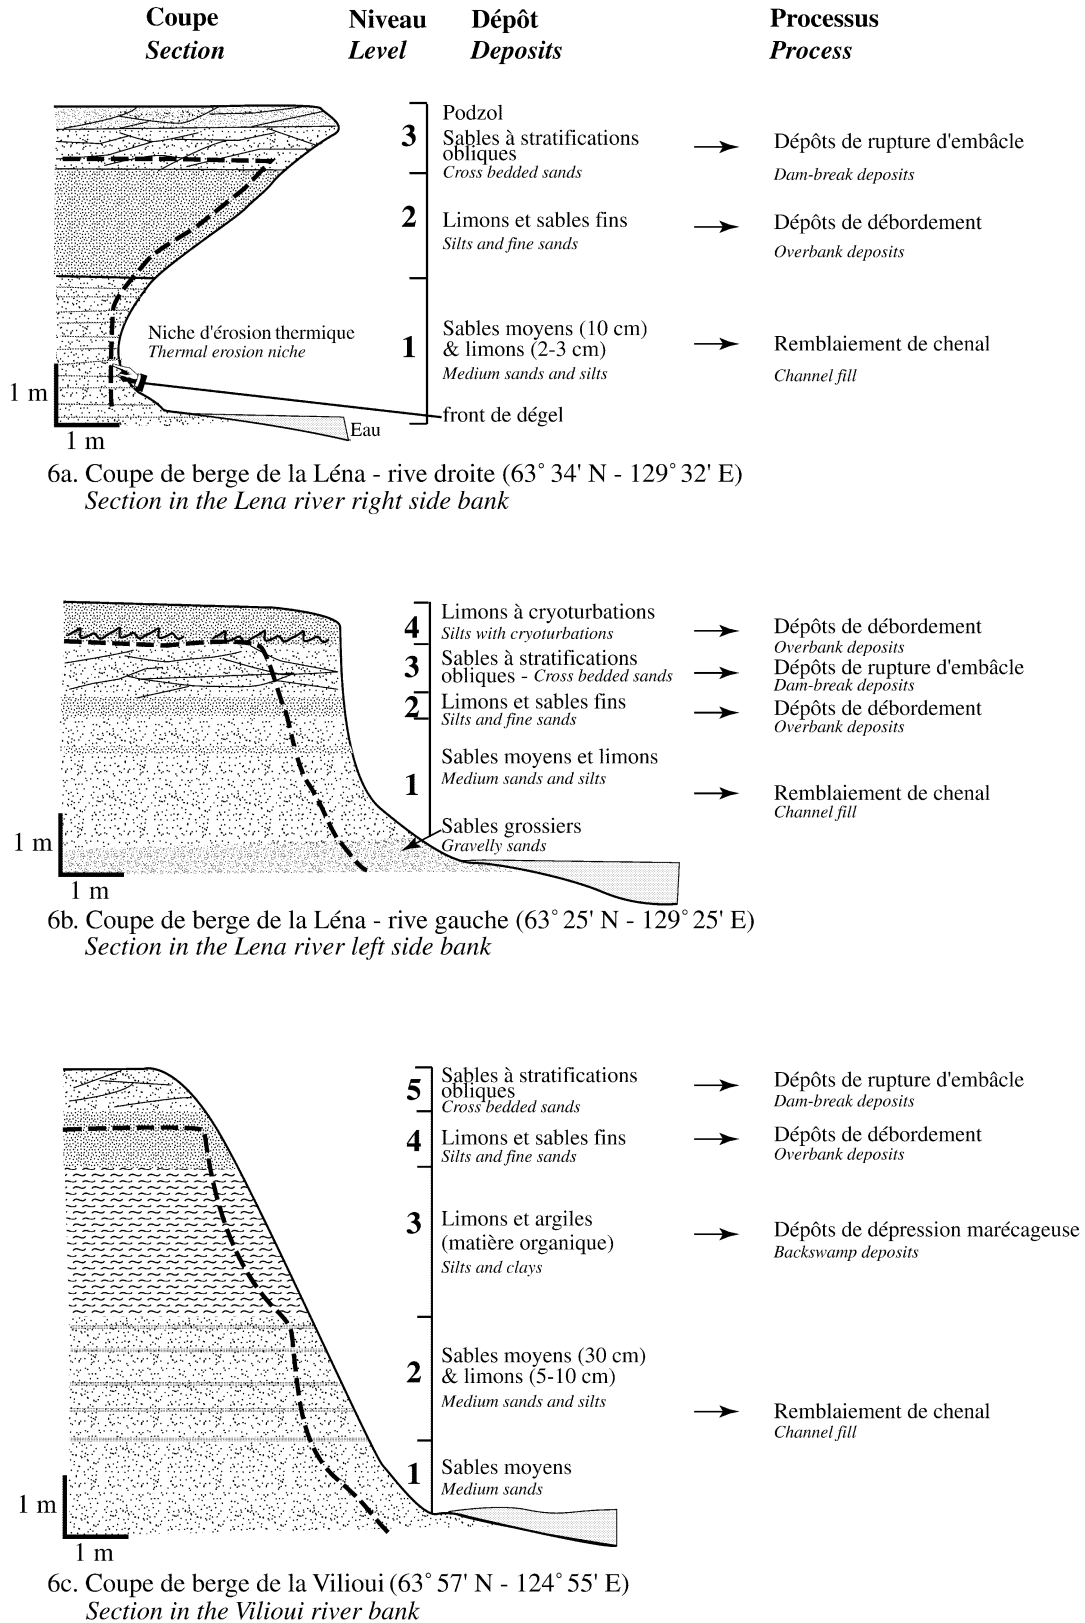 Coupe Niveau Dépôt Processus
Section Level Deposits Process
3
Podzol
Sables à stratifications
obliques
Cross bedded sands
Dépôts de rupture d'embâcle
Dam-break deposits
2
Limons et sables fins
Silts and fine sands
Dépôts de débordement
Overbank deposits
Niche d'érosion thermique
Thermal erosion niche
1
Sables moyens (10 cm)
& limons (2-3 cm)
Medium sands and silts
Remblaiement de chenal
Channel fill
front de dégel
Eau
1 m
1 m
6a. Coupe de berge de la Léna - rive droite (63° 34' N - 129° 32' E)
Section in the Lena river right side bank
4
Limons à cryoturbations
Silts with cryoturbations
Dépôts de débordement
Overbank deposits
3
Sables à stratifications
obliques - Cross bedded sands
Dépôts de rupture d'embâcle
Dam-break deposits
2
Limons et sables fins
Silts and fine sands
Dépôts de débordement
Overbank deposits
1
Sables moyens et limons
Medium sands and silts
Remblaiement de chenal
Channel fill
Sables grossiers
Gravelly sands
1 m
1 m
6b. Coupe de berge de la Léna - rive gauche (63° 25' N - 129° 25' E)
Section in the Lena river left side bank
5
Sables à stratifications
obliques
Cross bedded sands
Dépôts de rupture d'embâcle
Dam-break deposits
4
Limons et sables fins
Silts and fine sands
Dépôts de débordement
Overbank deposits
3
Limons et argiles
(matière organique)
Silts and clays
Dépôts de dépression marécageuse
Backswamp deposits
2
Sables moyens (30 cm)
& limons (5-10 cm)
Medium sands and silts
Remblaiement de chenal
Channel fill
1
Sables moyens
Medium sands
1 m
1 m
6c. Coupe de berge de la Vilioui (63° 57' N - 124° 55' E)
Section in the Vilioui river bank